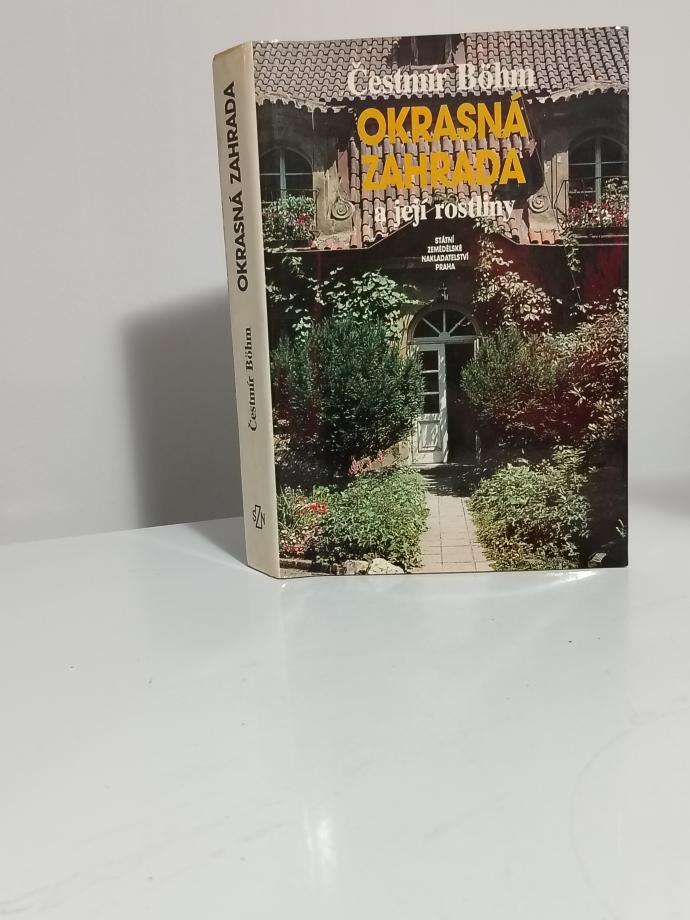 Čestmír Böhm
OKRASNÁ
ZAHRADA
a její rostliny
STÁTNÍ
ZEMĚDĚLSKÉ
NAKLADATELSTVÍ
PRAHA
Čestmír Böhm OKRASNÁ ZAHRADA
SZN